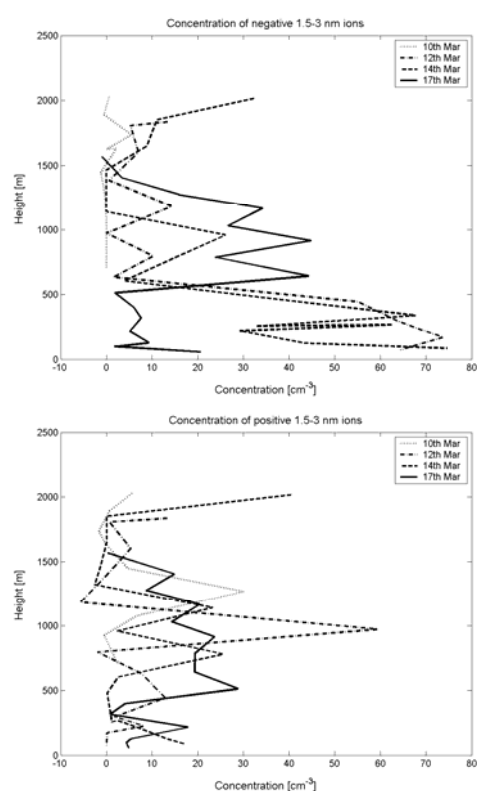 Concentration of negative 1.5-3 nm ions
2500
2000
1500
1000
500
0
Height [m]
10th Mar
12th Mar
14th Mar
17th Mar
-10 0 10 20 30 40 50 60 70 80
Concentration [cm-3]
Concentration of positive 1.5-3 nm ions
2500
2000
1500
1000
500
0
Height [m]
10th Mar
12th Mar
14th Mar
17th Mar
-10 0 10 20 30 40 50 60 70 80
Concentration [cm-3]